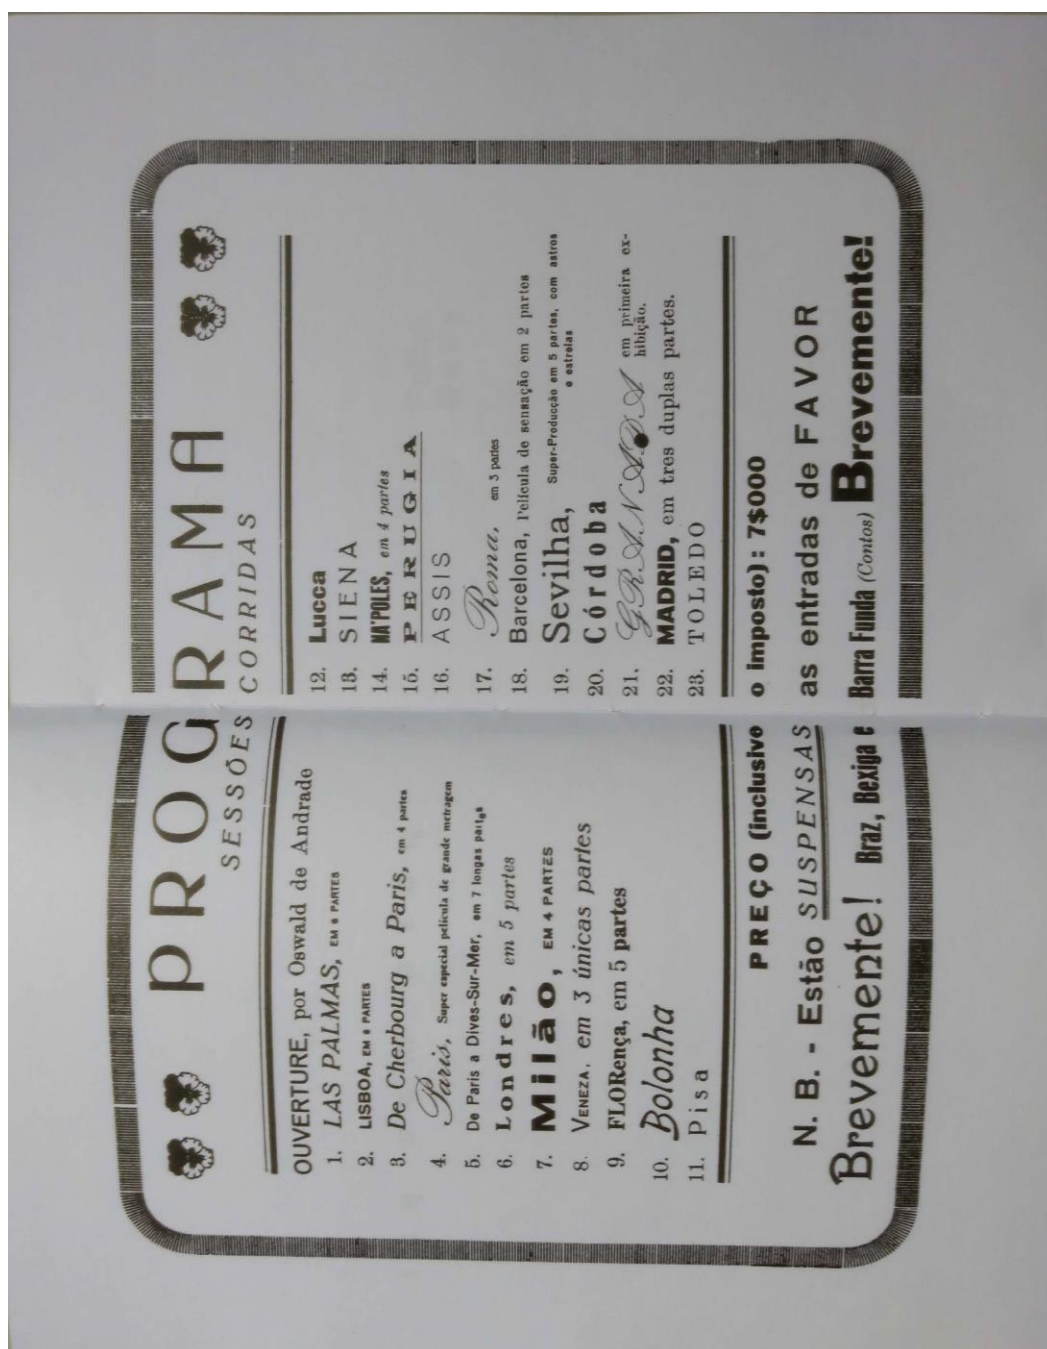 PROGRAMA
SESSÕES CORRIDAS
OUVERTURE, por Oswald de Andrade
1. LAS PALMAS, EM 6 PARTES
2. LISBOA, EM 6 PARTES
3. De Cherbourg a Paris, em 4 partes
4. Paris, Super especial película de grande metragem
5. De Paris a Dives-Sur-Mer, em 7 longas partes
6. Londres, em 5 partes
7. Milão, EM 4 PARTES
8. VENEZA, em 3 únicas partes
9. FLORença, em 5 partes
10. Bolonha
11. Pisa
12. Lucca
13. SIENA
14. NA'POLES, em 4 partes
15. PERUGIA
16. ASSIS
17. Roma, em 3 partes
18. Barcelona, Pelicula de sensação em 2 partes
19. Sevilha, Super-Producção em 5 partes, com astros
e estrelas
20. Córdoba
21. GRANADA em primeira ex-
hibição.
22. MADRID, em tres duplas partes.
23. TOLEDO
PREÇO (inclusive o imposto): 7$000
N. B. - Estão SUSPENSAS as entradas de FAVOR
Brevemente! Braz, Bexiga e Barra Funda (Contos) Brevemente!